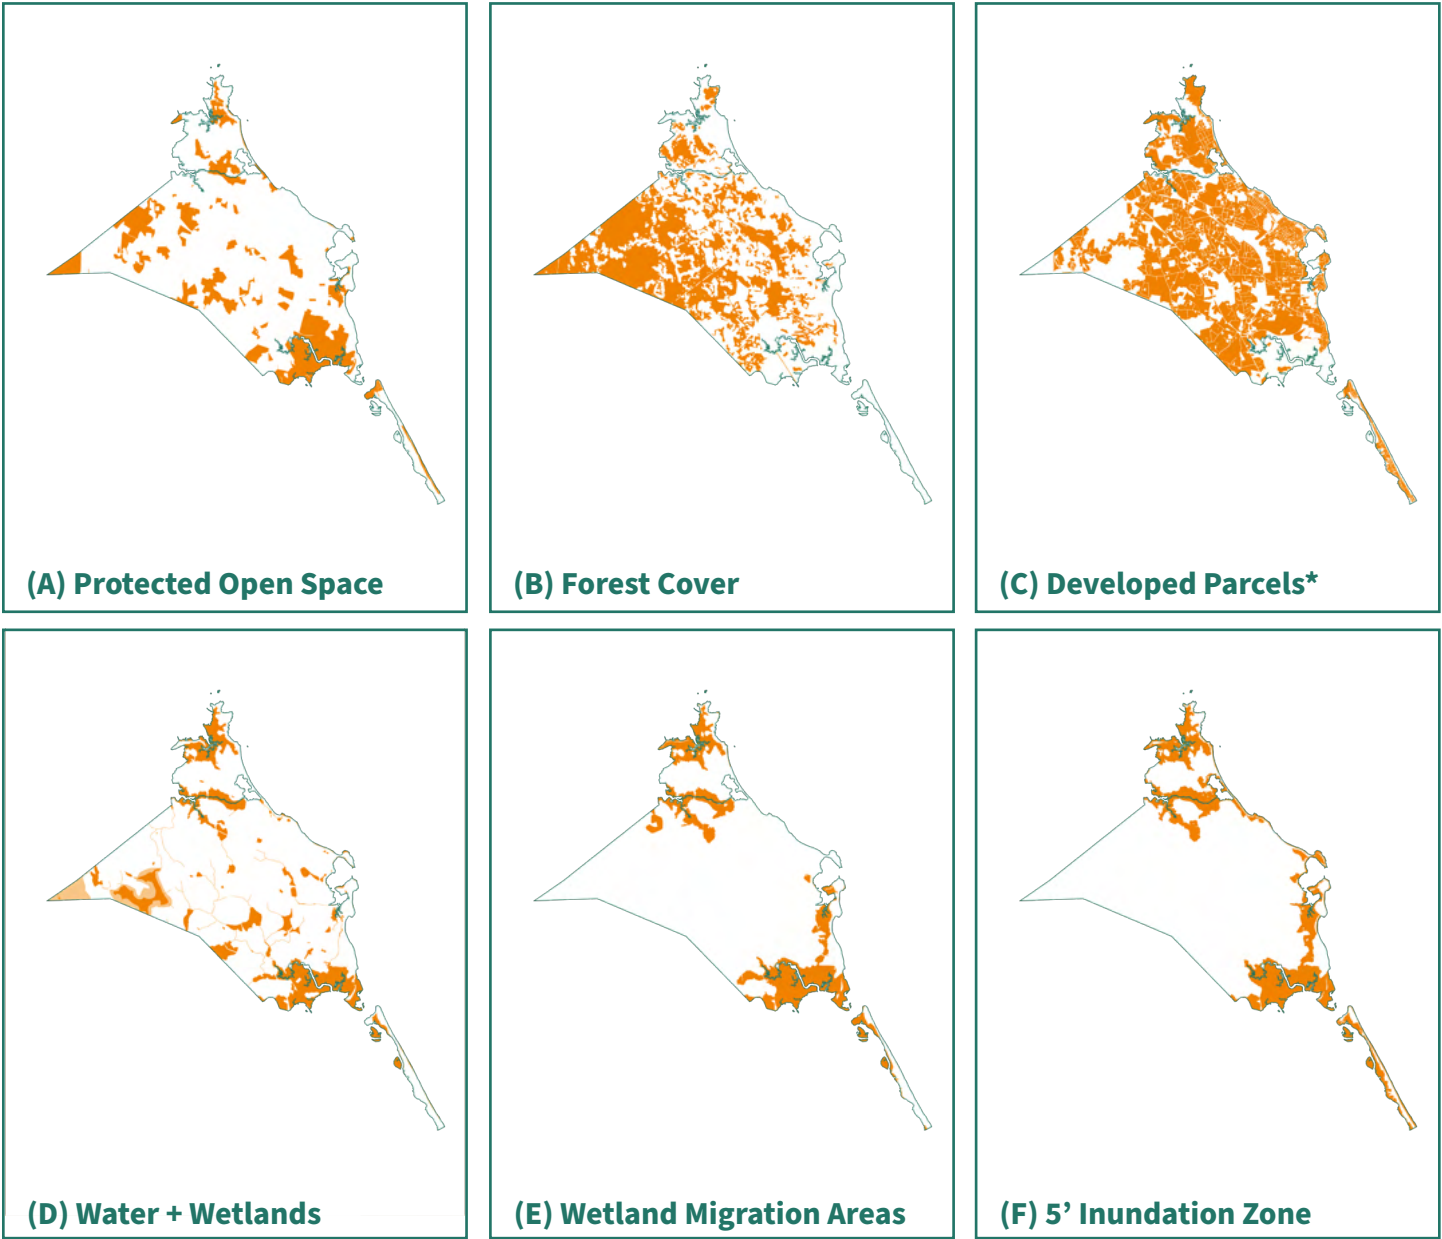 (A) Protected Open Space
(B) Forest Cover
(C) Developed Parcels*
(D) Water + Wetlands
(E) Wetland Migration Areas
(F) 5’ Inundation Zone